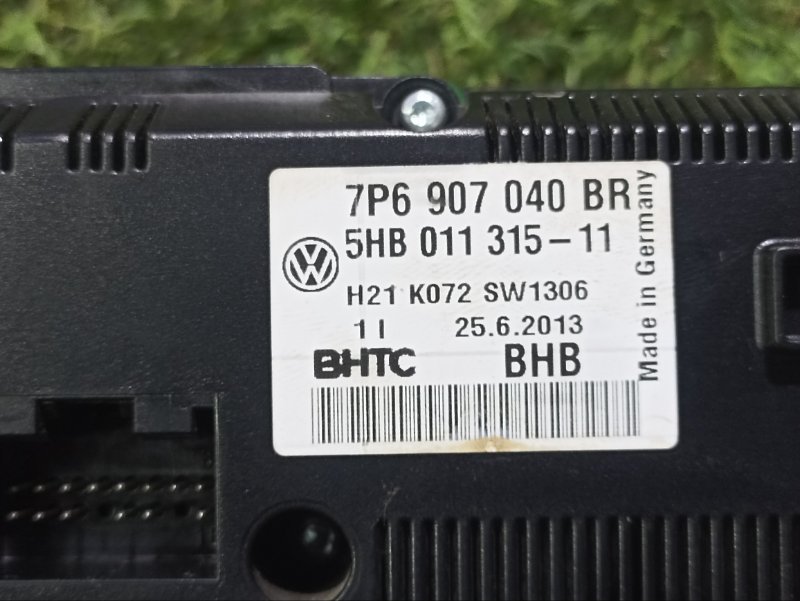 7P6 907 040 BR
5HB 011 315-11
H21 K072 SW1306
1 I 25.6.2013
BHTC BHB
Made in Germany